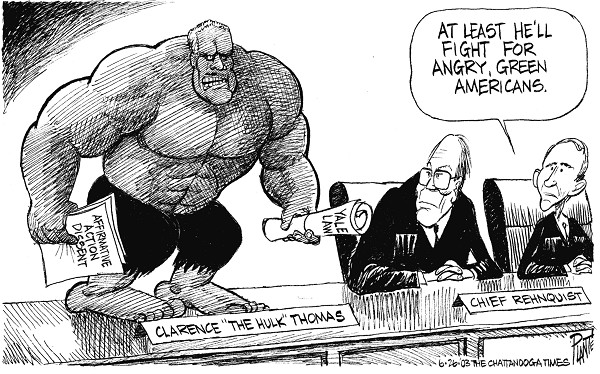 AT LEAST HE'LL
FIGHT FOR
ANGRY, GREEN
AMERICANS.
AFFIRMATIVE
ACTION
DISSENT
YALE
LAW
CLARENCE "THE HULK" THOMAS
CHIEF REHNQUIST
PLANTE
6-26-03 THE CHATTANOOGA TIMES